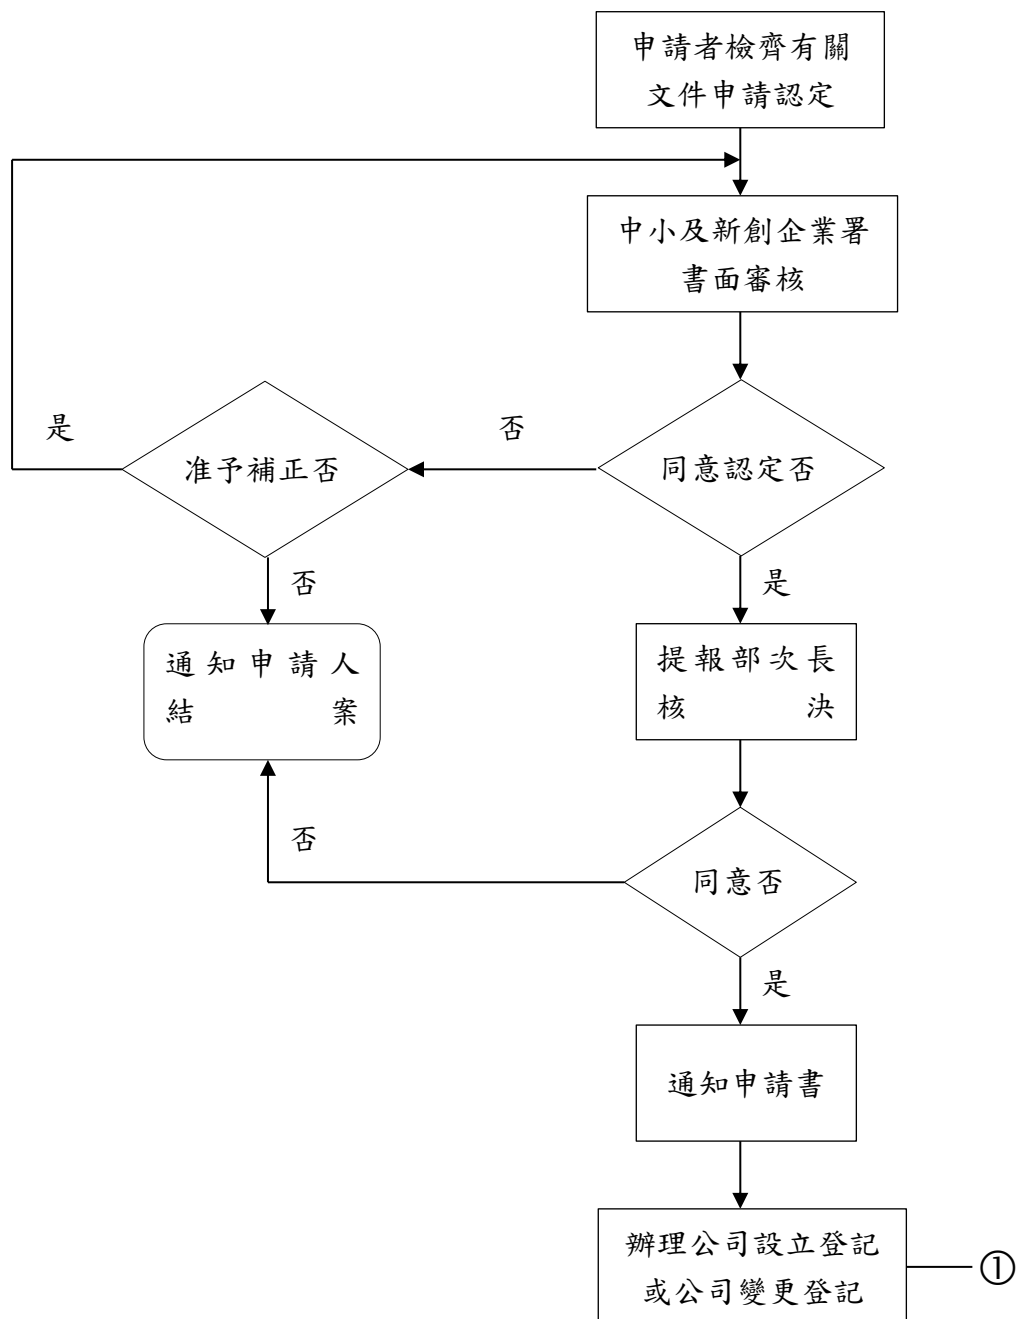 申請者檢齊有關
文件申請認定
中小及新創企業署
書面審核
是
准予補正否
否
同意認定否
否
是
通知申請人
結案
提報部次長
核決
否
同意否
是
通知申請書
辦理公司設立登記
或公司變更登記
①